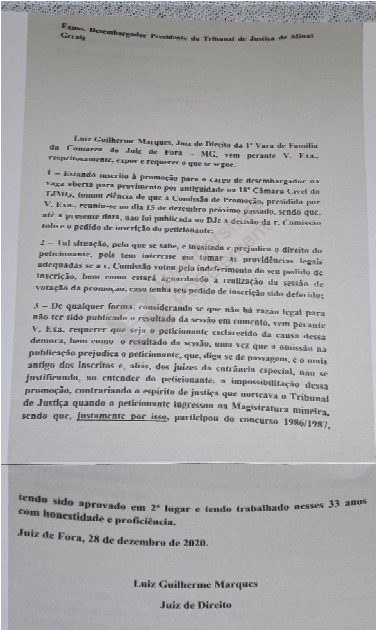 Exmo. Desembargador Presidente do Tribunal de Justiça de Minas
Gerais
Luiz Guilherme Marques, Juiz de Direito da 1ª Vara de Família
da Comarca de Juiz de Fora – MG, vem perante V. Exa.,
respeitosamente, expor e requerer o que se segue.
1 – Estando inscrito à promoção para o cargo de desembargador na
vaga aberta para provimento por antiguidade na 18ª Câmara Cível do
TJMG, tomou ciência de que a Comissão de Promoção, presidida por
V. Exa., reuniu-se no dia 15 de dezembro próximo passado, sendo que,
até a presente data, não foi publicada no DJe a decisão da r. Comissão
sobre o pedido de inscrição do peticionante;
2 – Tal situação, pelo que se sabe, é inusitada e prejudica o direito do
peticionante, pois tem interesse em tomar as providências legais
adequadas se a r. Comissão votou pelo indeferimento do seu pedido de
inscrição, bem como estará aguardando a realização da sessão de
votação da promoção, caso tenha seu pedido de inscrição sido deferido;
3 – De qualquer forma, considerando se que não há razão legal para
não ter sido publicado o resultado da sessão em comento, vem perante
V. Exa. requerer que seja o peticionante esclarecido da causa dessa
demora, bem como o resultado da sessão, uma vez que a omissão na
publicação prejudica o peticionante, que, diga se de passagem, é o mais
antigo dos inscritos e, aliás, dos juízes da entrância especial, não se
justificando, no entender do peticionante, a impossibilitação dessa
promoção, contrariando o espírito de justiça que norteava o Tribunal
de Justiça quando o peticionante ingressou na Magistratura mineira,
sendo que, justamente por isso, participou do concurso 1986/1987,
tendo sido aprovado em 2º lugar e tendo trabalhado nesses 33 anos
com honestidade e proficiência.
Juiz de Fora, 28 de dezembro de 2020.
Luiz Guilherme Marques
Juiz de Direito